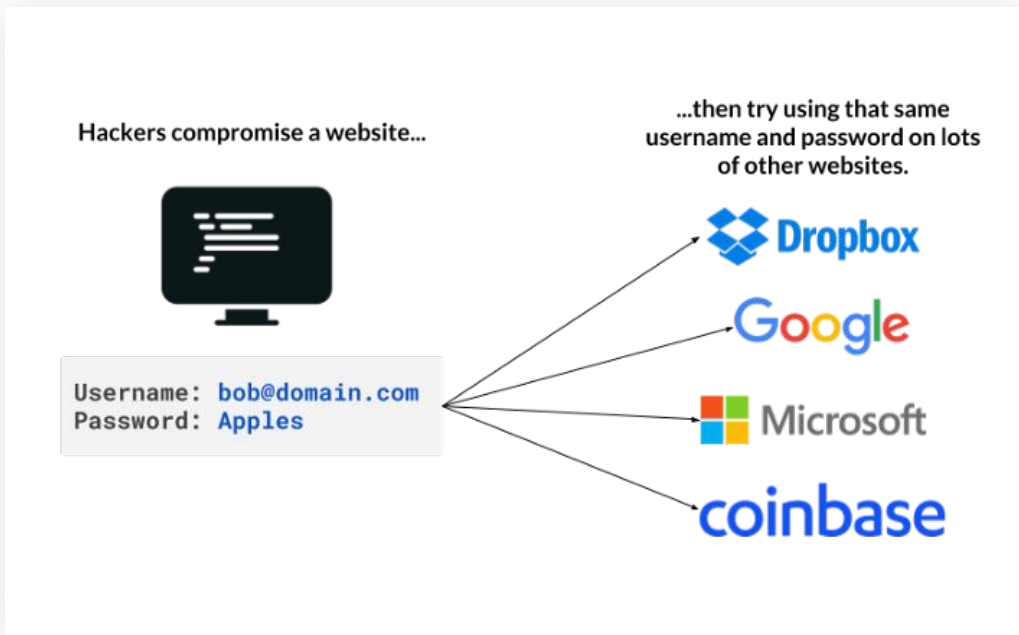 Hackers compromise a website...
Username: bob@domain.com
Password: Apples
...then try using that same
username and password on lots
of other websites.
Dropbox
Google
Microsoft
coinbase